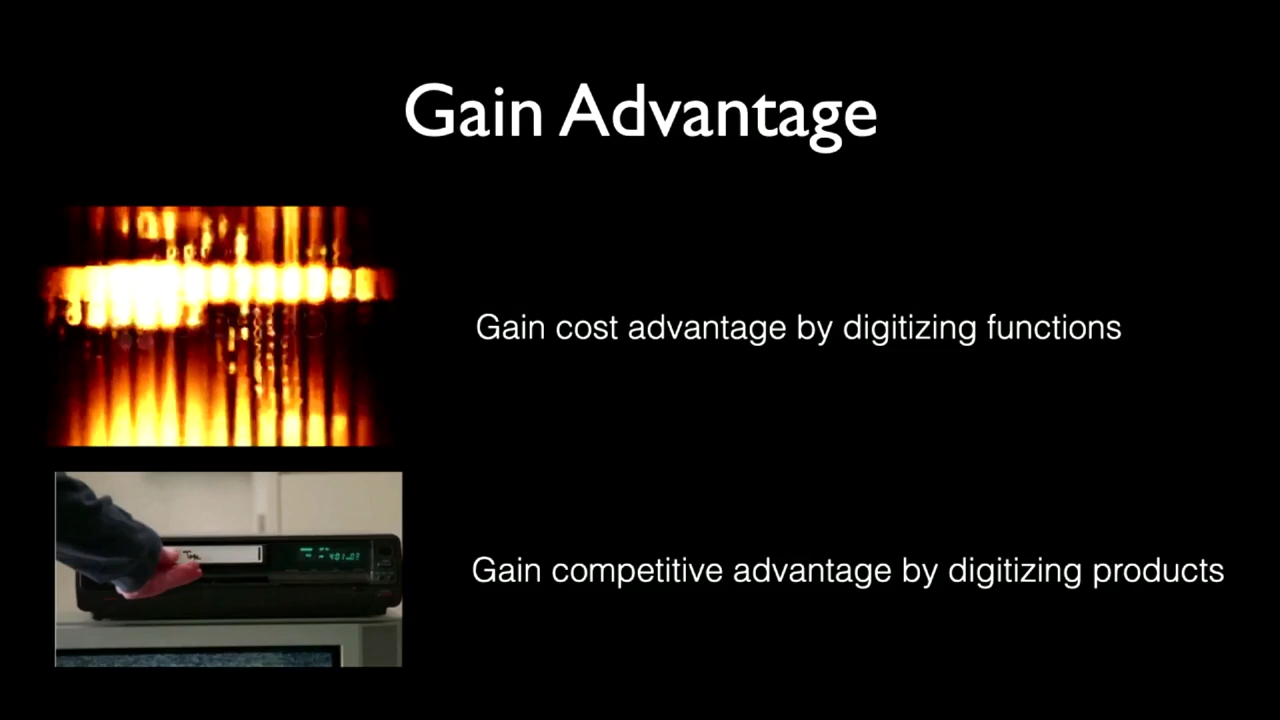 Gain Advantage
Gain cost advantage by digitizing functions
Gain competitive advantage by digitizing products